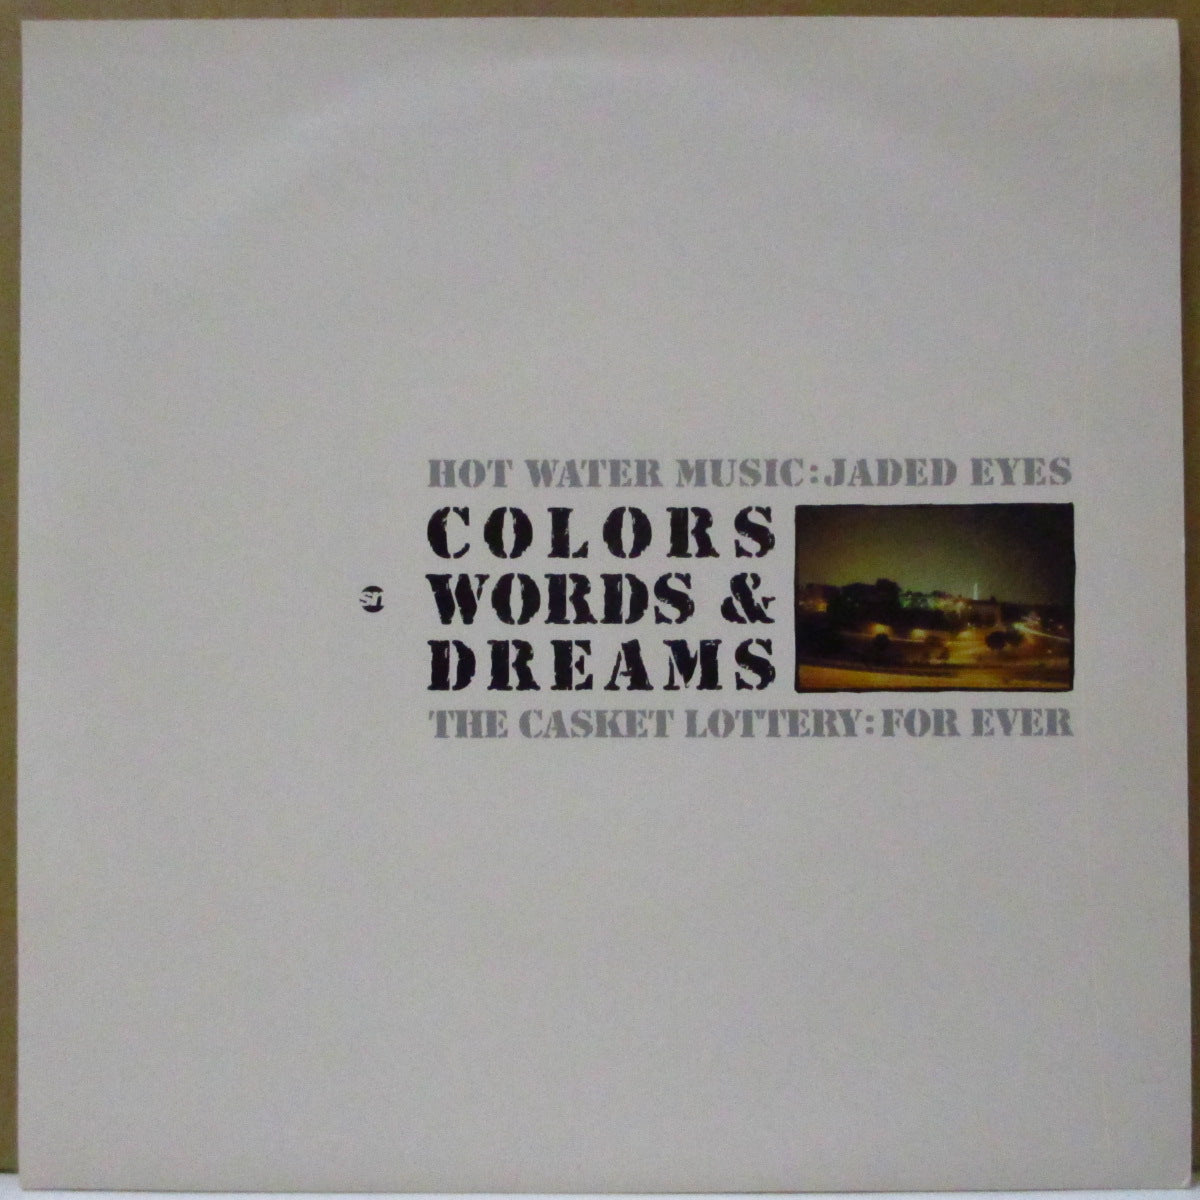 HOT WATER MUSIC:JADED EYES
COLORS
WORDS &
DREAMS
THE CASKET LOTTERY:FOR EVER